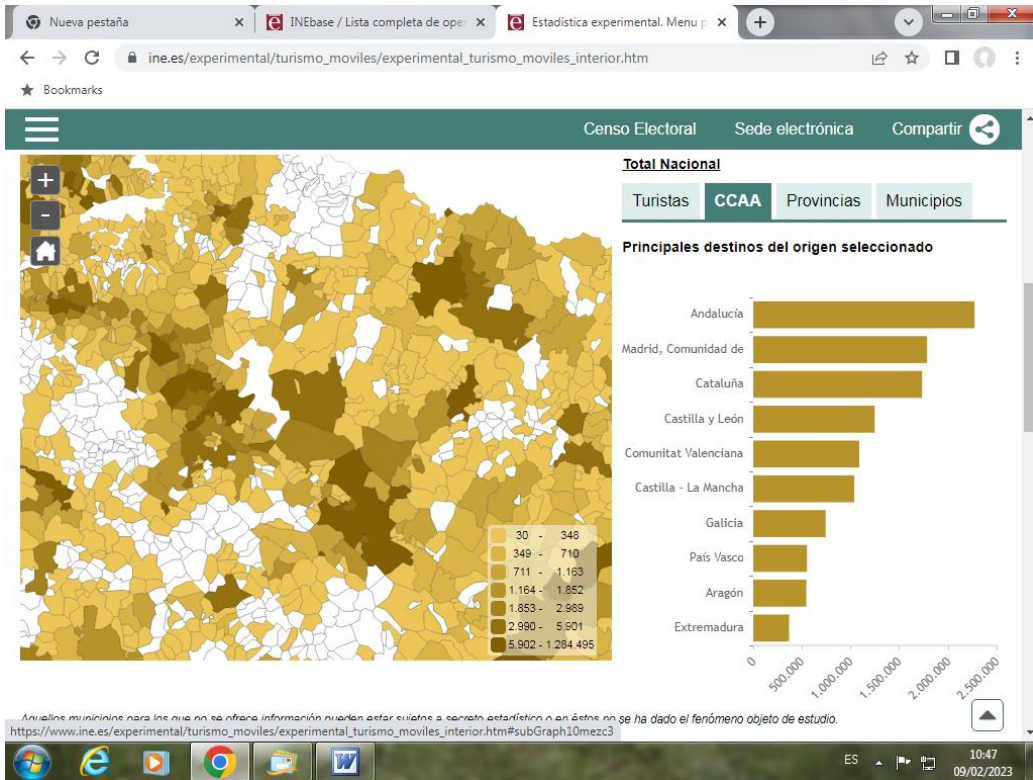 Nueva pestaña
INEbase / Lista completa de oper
Estadística experimental. Menu p
ine.es/experimental/turismo_moviles/experimental_turismo_moviles_interior.htm
Bookmarks
Censo Electoral Sede electrónica Compartir
+
-
Total Nacional
Turistas CCAA Provincias Municipios
Principales destinos del origen seleccionado
Andalucía
Madrid, Comunidad de
Cataluña
Castilla y León
Comunitat Valenciana
Castilla - La Mancha
Galicia
País Vasco
Aragón
Extremadura
0 500.000 1.000.000 1.500.000 2.000.000 2.500.000
30 - 348
349 - 710
711 - 1.163
1.164 - 1.852
1.853 - 2.989
2.990 - 5.901
5.902 - 1.284.495
Aquellos municipios para los que no se ofrece información pueden estar sujetos a secreto estadístico o en éstos no se ha dado el fenómeno objeto de estudio.
https://www.ine.es/experimental/turismo_moviles/experimental_turismo_moviles_interior.htm#subGraph10mezc3
ES 10:47
09/02/2023